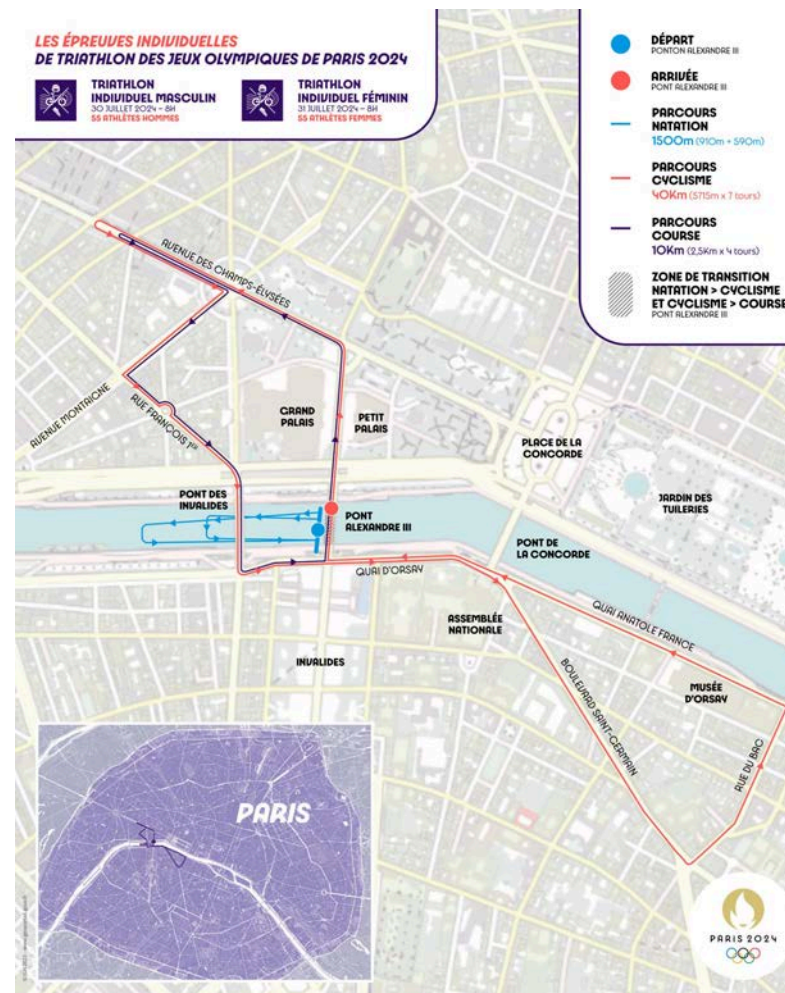 LES ÉPREUVES INDIVIDUELLES
DE TRIATHLON DES JEUX OLYMPIQUES DE PARIS 2024
TRIATHLON
INDIVIDUEL MASCULIN
30 JUILLET 2024 – 8H
55 ATHLÈTES HOMMES
TRIATHLON
INDIVIDUEL FÉMININ
31 JUILLET 2024 – 8H
55 ATHLÈTES FEMMES
DÉPART
PONTON ALEXANDRE III
ARRIVÉE
PONT ALEXANDRE III
PARCOURS
NATATION
1500m (910m + 590m)
PARCOURS
CYCLISME
40Km (5715m x 7 tours)
PARCOURS
COURSE
10Km (2,5Km x 4 tours)
ZONE DE TRANSITION
NATATION > CYCLISME
ET CYCLISME > COURSE
PONT ALEXANDRE III
AVENUE DES CHAMPS-ÉLYSÉES
AVENUE MONTAIGNE
RUE FRANÇOIS 1ER
GRAND
PALAIS
PETIT
PALAIS
PLACE DE LA
CONCORDE
JARDIN DES
TUILERIES
PONT DES
INVALIDES
PONT
ALEXANDRE III
PONT DE
LA CONCORDE
QUAI D'ORSAY
QUAI ANATOLE FRANCE
ASSEMBLÉE
NATIONALE
INVALIDES
MUSÉE
D'ORSAY
BOULEVARD SAINT-GERMAIN
RUE DU BAC
PARIS
PARIS 2024